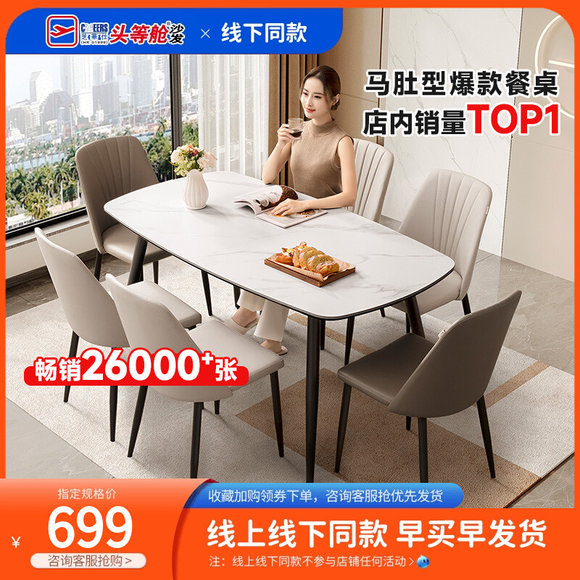 CHEERS 头等舱沙发 × 线下同款
马肚型爆款餐桌
店内销量TOP1
畅销26000+张
收藏加购领券下单，咨询客服抢优先发货
指定规格价
¥699
咨询客服抢购>
线上线下同款 早买早发货
注：线上线下同款不参与店铺任何活动>